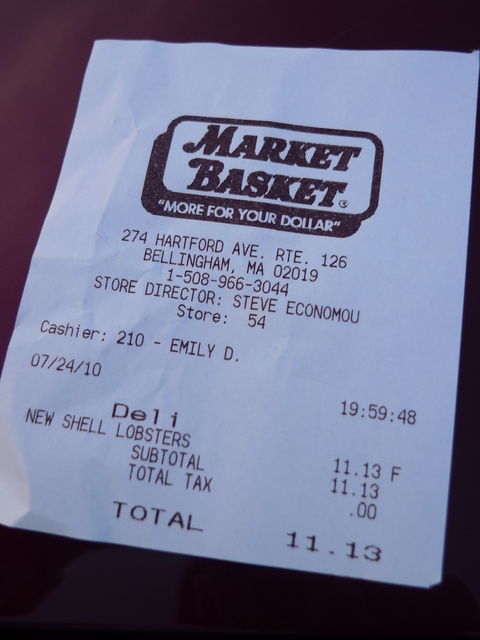 MARKET
BASKET®
"MORE FOR YOUR DOLLAR"
274 HARTFORD AVE. RTE. 126
BELLINGHAM, MA 02019
1-508-966-3044
STORE DIRECTOR: STEVE ECONOMOU
Store: 54
Cashier: 210 - EMILY D.
07/24/10 19:59:48
Deli
NEW SHELL LOBSTERS 11.13 F
SUBTOTAL 11.13
TOTAL TAX .00
TOTAL 11.13